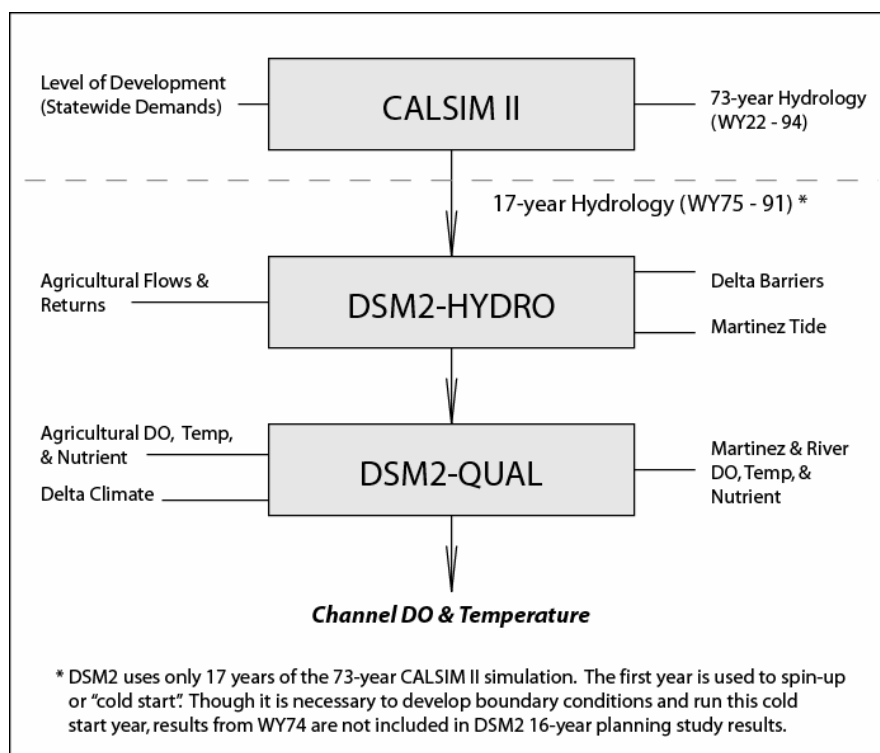 Level of Development
(Statewide Demands)
CALSIM II
73-year Hydrology
(WY22 - 94)
17-year Hydrology (WY75 - 91) *
Agricultural Flows &
Returns
DSM2-HYDRO
Delta Barriers
Martinez Tide
Agricultural DO, Temp,
& Nutrient
Delta Climate
DSM2-QUAL
Martinez & River
DO, Temp, &
Nutrient
Channel DO & Temperature
* DSM2 uses only 17 years of the 73-year CALSIM II simulation. The first year is used to spin-up
or "cold start". Though it is necessary to develop boundary conditions and run this cold
start year, results from WY74 are not included in DSM2 16-year planning study results.